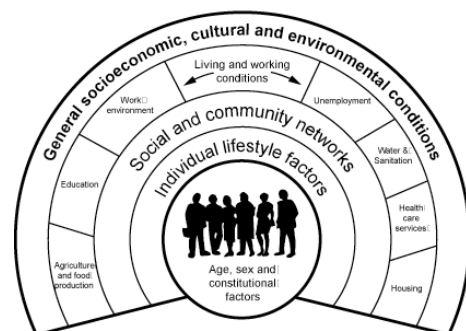 General socioeconomic, cultural and environmental conditions
Living and working
conditions
Work
environment
Unemployment
Social and community networks
Water &
Sanitation
Individual lifestyle factors
Education
Health
care
services
Agriculture
and food
production
Housing
Age, sex and
constitutional
factors